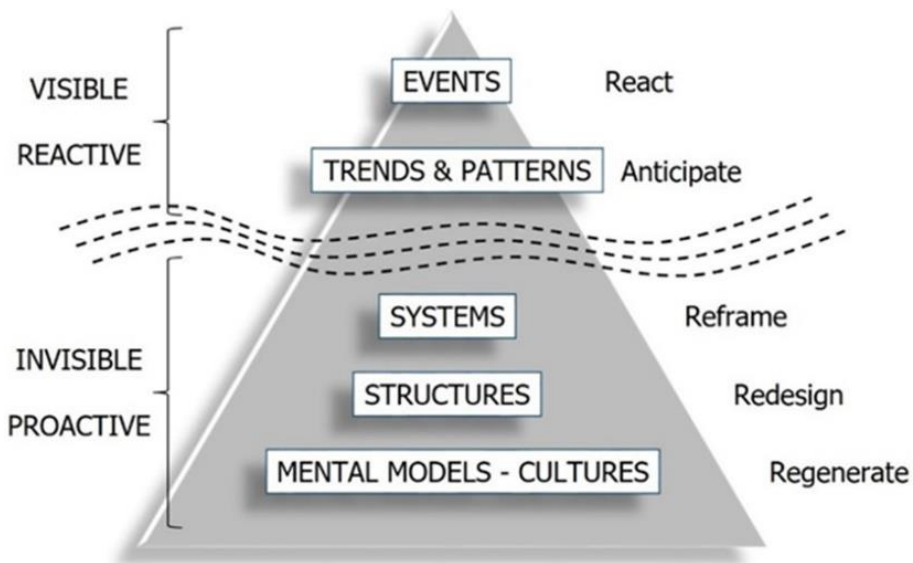 VISIBLE
REACTIVE
EVENTS
React
TRENDS & PATTERNS
Anticipate
INVISIBLE
PROACTIVE
SYSTEMS
Reframe
STRUCTURES
Redesign
MENTAL MODELS - CULTURES
Regenerate